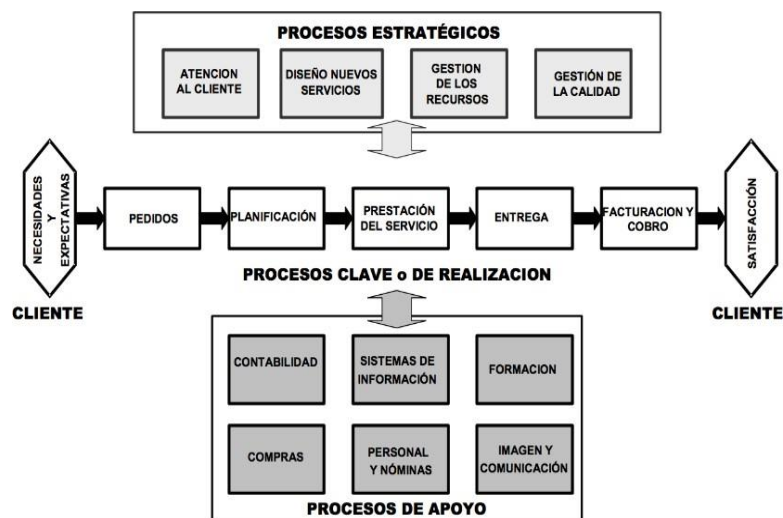 PROCESOS ESTRATÉGICOS
ATENCION
AL CLIENTE
DISEÑO NUEVOS
SERVICIOS
GESTION
DE LOS
RECURSOS
GESTIÓN DE
LA CALIDAD
NECESIDADES
Y
EXPECTATIVAS
CLIENTE
PEDIDOS
PLANIFICACIÓN
PRESTACIÓN
DEL SERVICIO
ENTREGA
FACTURACION Y
COBRO
SATISFACCIÓN
CLIENTE
PROCESOS CLAVE o DE REALIZACION
CONTABILIDAD
SISTEMAS DE
INFORMACIÓN
FORMACION
COMPRAS
PERSONAL
Y NÓMINAS
IMAGEN Y
COMUNICACIÓN
PROCESOS DE APOYO